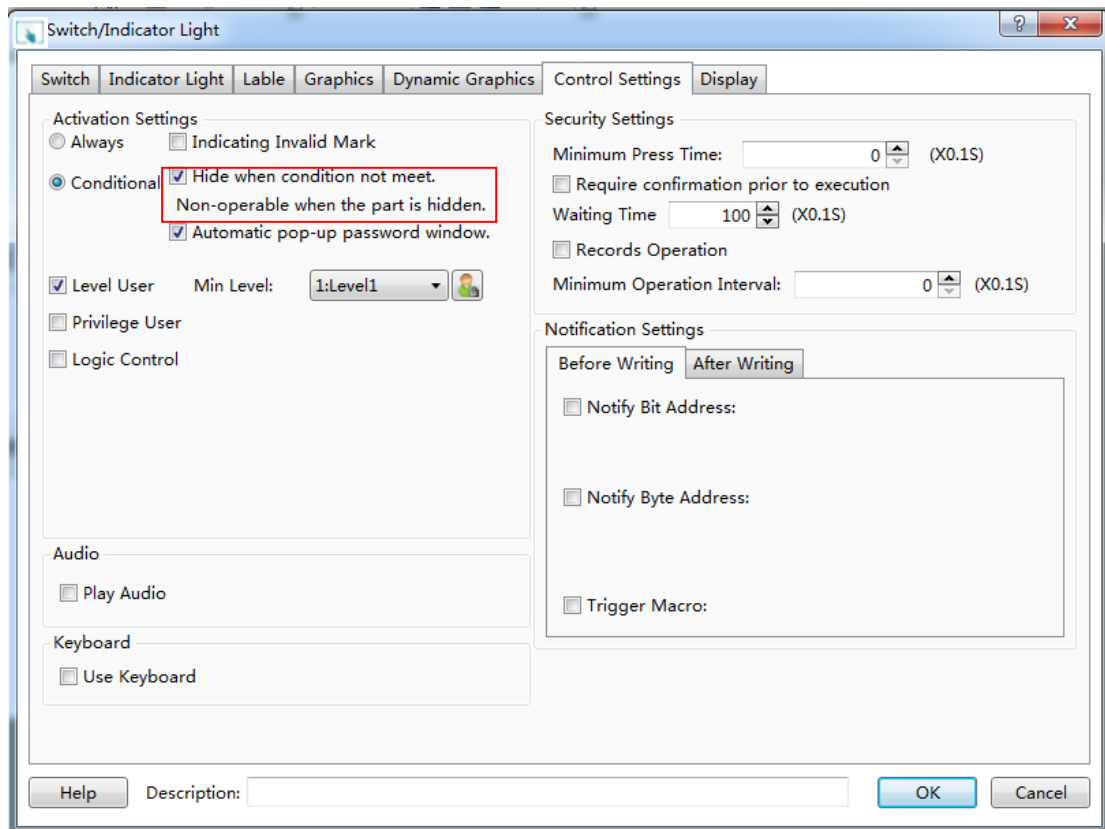 Switch/Indicator Light
Switch Indicator Light Lable Graphics Dynamic Graphics Control Settings Display
Activation Settings
Always Indicating Invalid Mark
Conditional Hide when condition not meet.
Non-operable when the part is hidden.
Automatic pop-up password window.
Level User Min Level: 1:Level1
Privilege User
Logic Control
Audio
Play Audio
Keyboard
Use Keyboard
Security Settings
Minimum Press Time: 0 (X0.1S)
Require confirmation prior to execution
Waiting Time 100 (X0.1S)
Records Operation
Minimum Operation Interval: 0 (X0.1S)
Notification Settings
Before Writing After Writing
Notify Bit Address:
Notify Byte Address:
Trigger Macro:
Help Description: OK Cancel